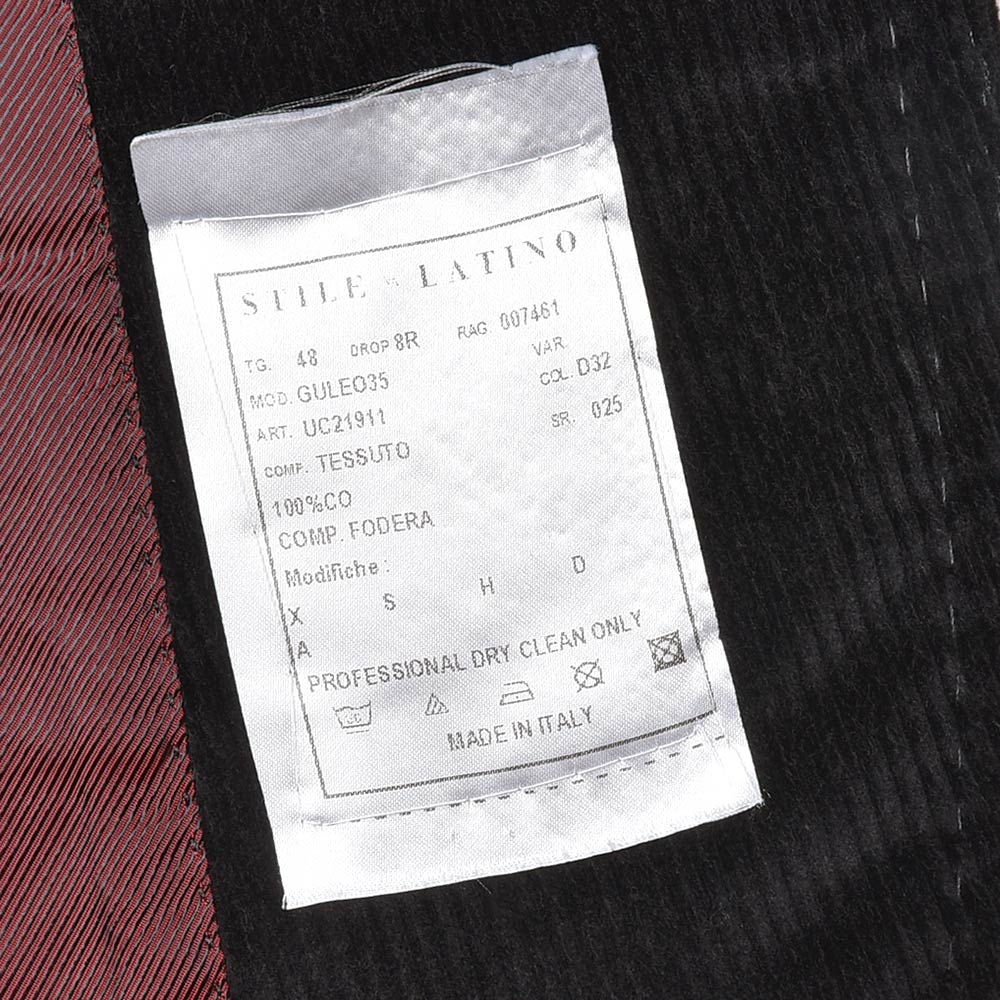 STILE LATINO
TG. 48 DROP 8R RAG 007461
MOD. GULEO35 VAR.
ART. UC21911 COL. D32
COMP. TESSUTO SR. 025
100%CO
COMP. FODERA
Modifiche :
X S H D
A
PROFESSIONAL DRY CLEAN ONLY
MADE IN ITALY